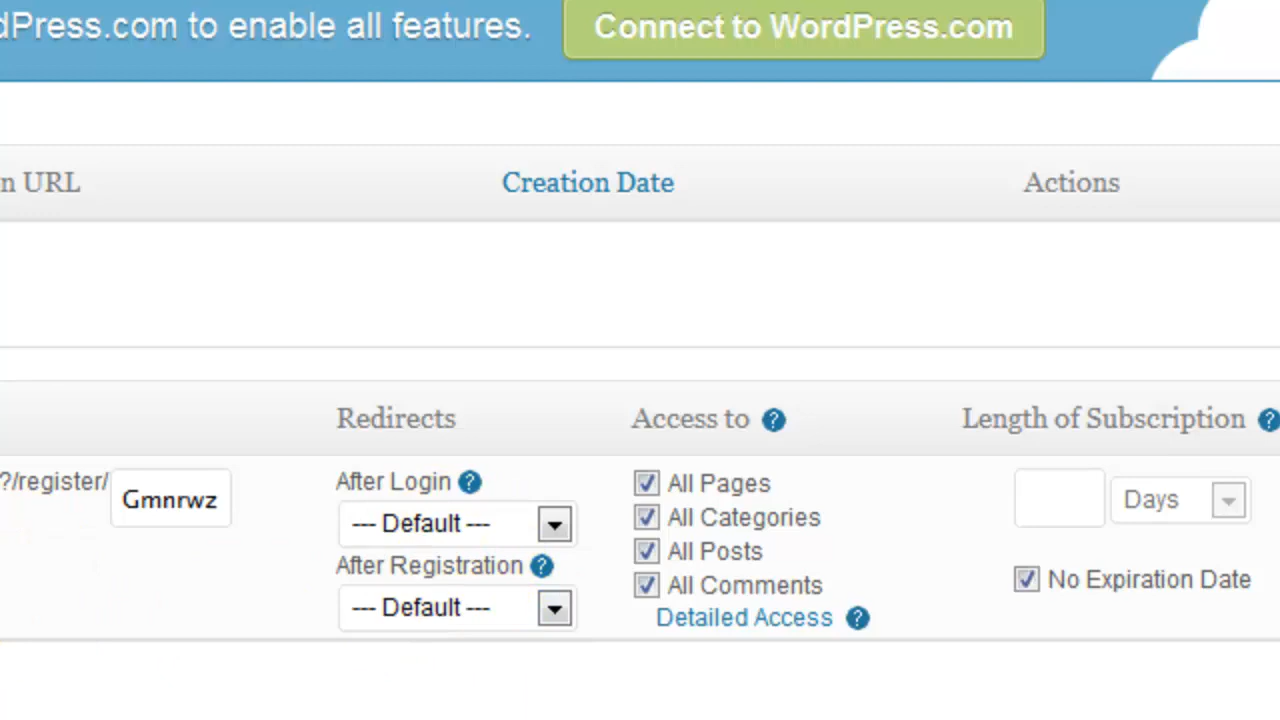 dPress.com to enable all features.
Connect to WordPress.com
n URL
Creation Date
Actions
Redirects
Access to ?
Length of Subscription ?
?/register/
Gmnrwz
After Login ?
--- Default ---
After Registration ?
--- Default ---
All Pages
All Categories
All Posts
All Comments
Detailed Access ?
Days
No Expiration Date